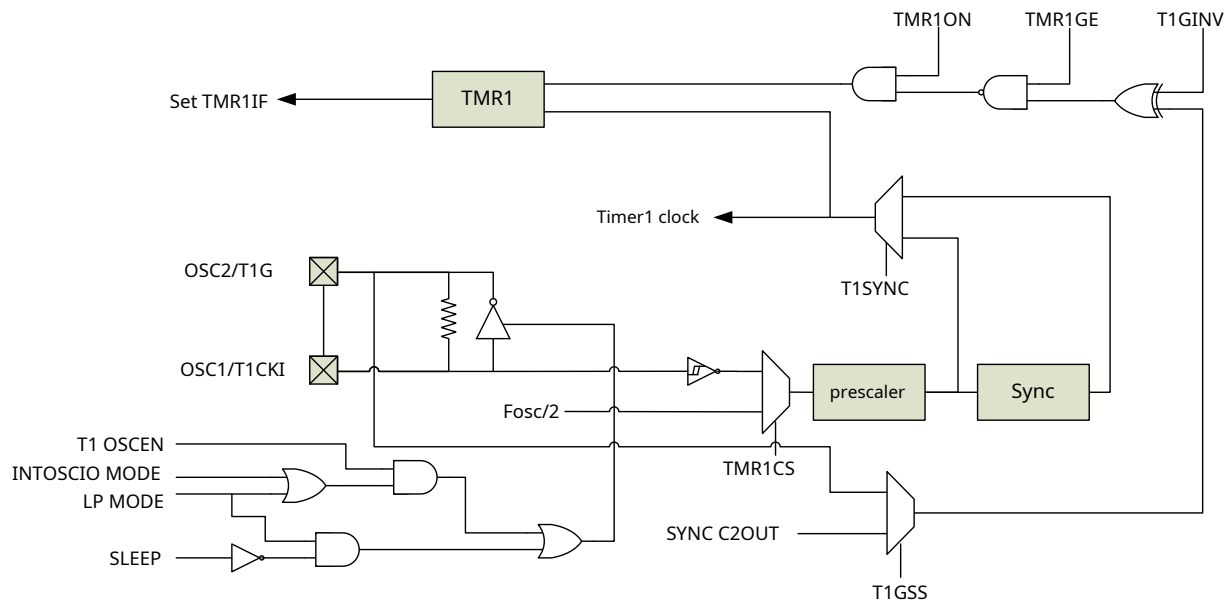 TMR1ON
TMR1GE
T1GINV
Set TMR1IF
TMR1
Timer1 clock
T1SYNC
OSC2/T1G
OSC1/T1CKI
Fosc/2
prescaler
Sync
T1 OSCEN
INTOSCIO MODE
LP MODE
TMR1CS
SYNC C2OUT
SLEEP
T1GSS